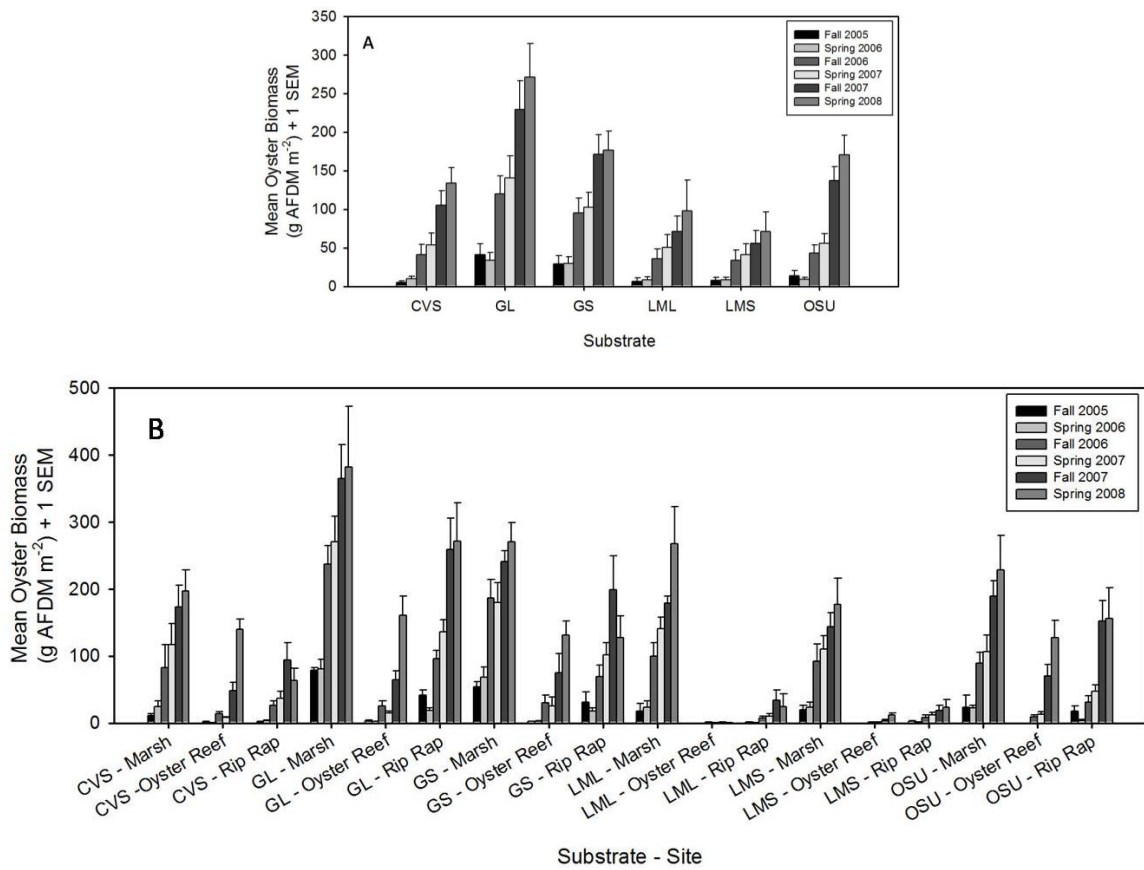 A
350
300
250
200
150
100
50
0
Mean Oyster Biomass
(g AFDM m⁻²) + 1 SEM
Fall 2005
Spring 2006
Fall 2006
Spring 2007
Fall 2007
Spring 2008
CVS GL GS LML LMS OSU
Substrate
B
500
400
300
200
100
0
Mean Oyster Biomass
(g AFDM m⁻²) + 1 SEM
Fall 2005
Spring 2006
Fall 2006
Spring 2007
Fall 2007
Spring 2008
CVS - Marsh
CVS -Oyster Reef
CVS - Rip Rap
GL - Marsh
GL - Oyster Reef
GL - Rip Rap
GS - Marsh
GS - Oyster Reef
GS - Rip Rap
LML - Marsh
LML - Oyster Reef
LML - Rip Rap
LMS - Marsh
LMS - Oyster Reef
LMS - Rip Rap
OSU - Marsh
OSU - Oyster Reef
OSU - Rip Rap
Substrate - Site